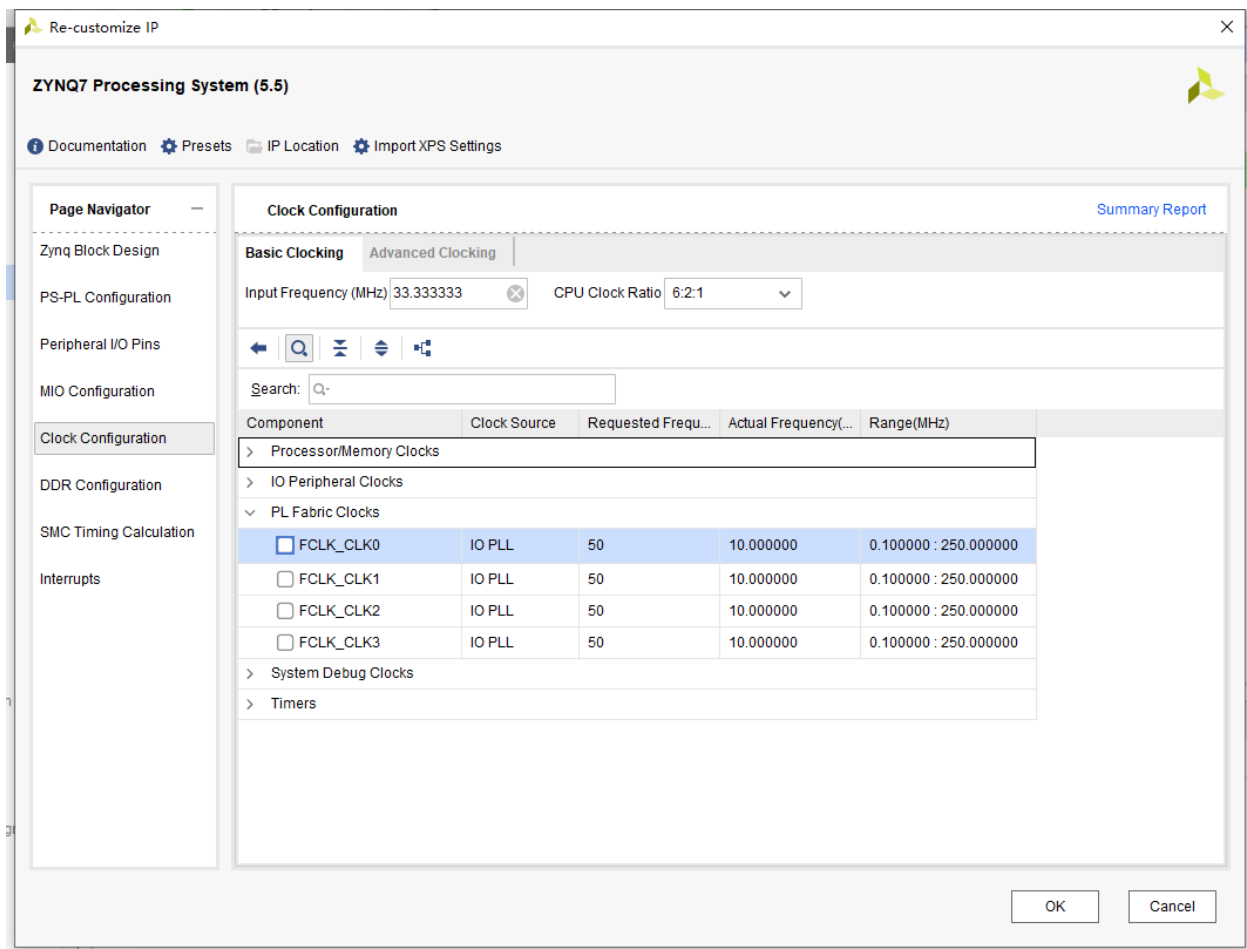 Re-customize IP
ZYNQ7 Processing System (5.5)
Documentation Presets IP Location Import XPS Settings
Page Navigator
Zynq Block Design
PS-PL Configuration
Peripheral I/O Pins
MIO Configuration
Clock Configuration
DDR Configuration
SMC Timing Calculation
Interrupts
Clock Configuration Summary Report
Basic Clocking Advanced Clocking
Input Frequency (MHz) 33.333333 CPU Clock Ratio 6:2:1
Search:
Component Clock Source Requested Frequ... Actual Frequency(... Range(MHz)
Processor/Memory Clocks
IO Peripheral Clocks
PL Fabric Clocks
FCLK_CLK0 IO PLL 50 10.000000 0.100000 : 250.000000
FCLK_CLK1 IO PLL 50 10.000000 0.100000 : 250.000000
FCLK_CLK2 IO PLL 50 10.000000 0.100000 : 250.000000
FCLK_CLK3 IO PLL 50 10.000000 0.100000 : 250.000000
System Debug Clocks
Timers
OK Cancel